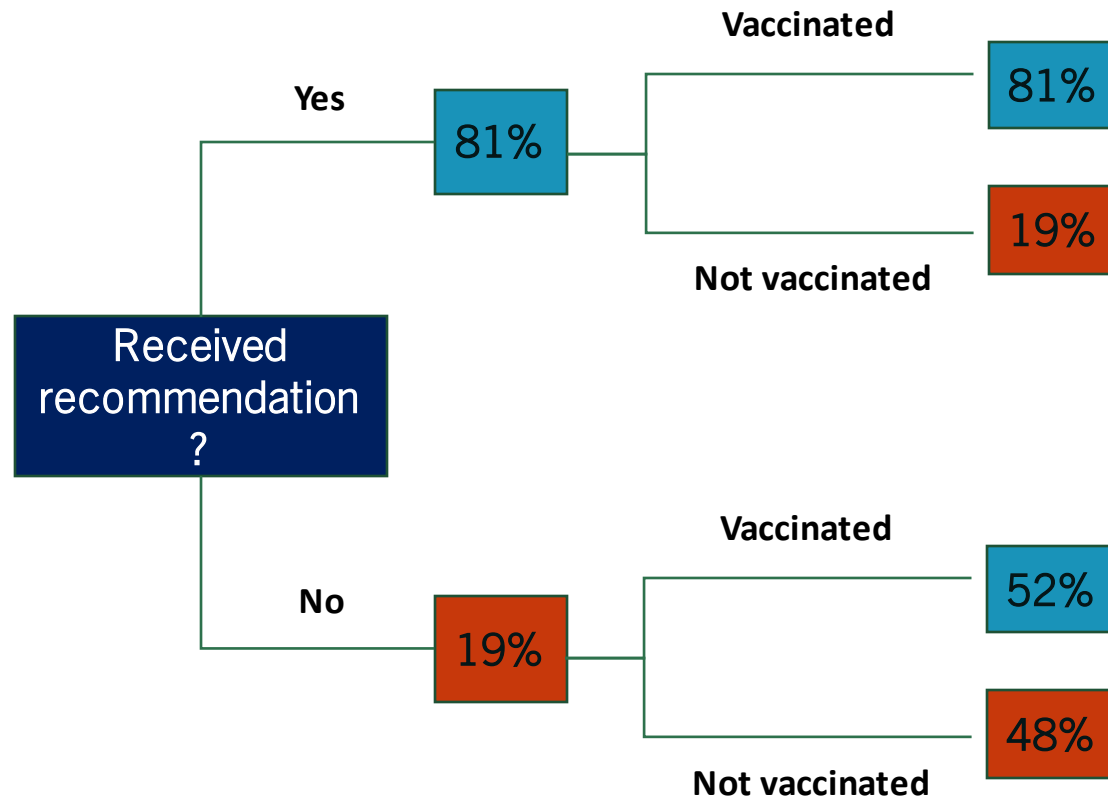 Vaccinated
Yes
81%
81%
19%
Not vaccinated
Received
recommendation
?
Vaccinated
No
52%
19%
48%
Not vaccinated